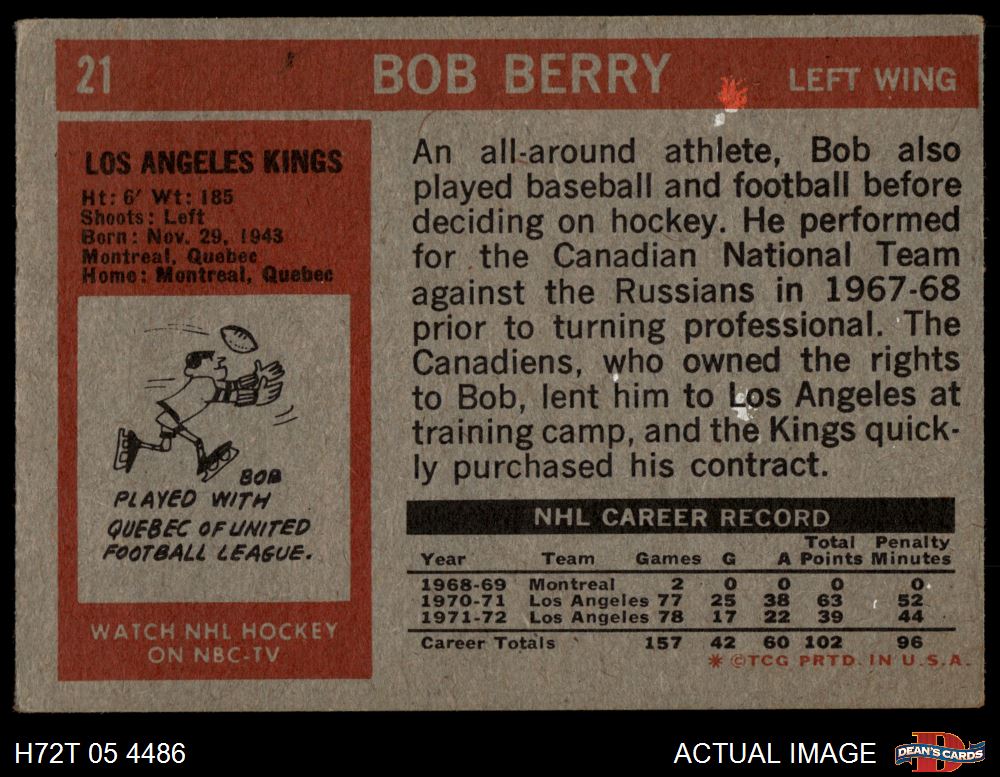 21
BOB BERRY
LEFT WING
LOS ANGELES KINGS
Ht: 6' Wt: 185
Shoots: Left
Born: Nov. 29, 1943
Montreal, Quebec
Home: Montreal, Quebec
BOB
PLAYED WITH
QUEBEC OF UNITED
FOOTBALL LEAGUE.
WATCH NHL HOCKEY
ON NBC-TV
An all-around athlete, Bob also
played baseball and football before
deciding on hockey. He performed
for the Canadian National Team
against the Russians in 1967-68
prior to turning professional. The
Canadiens, who owned the rights
to Bob, lent him to Los Angeles at
training camp, and the Kings quick-
ly purchased his contract.
NHL CAREER RECORD
Year Team Games G A Total Points Penalty Minutes
1968-69 Montreal 2 0 0 0 0
1970-71 Los Angeles 77 25 38 63 52
1971-72 Los Angeles 78 17 22 39 44
Career Totals 157 42 60 102 96
* ©TCG PRTD. IN U.S.A.
H72T 05 4486
ACTUAL IMAGE
D
DEAN'S CARDS